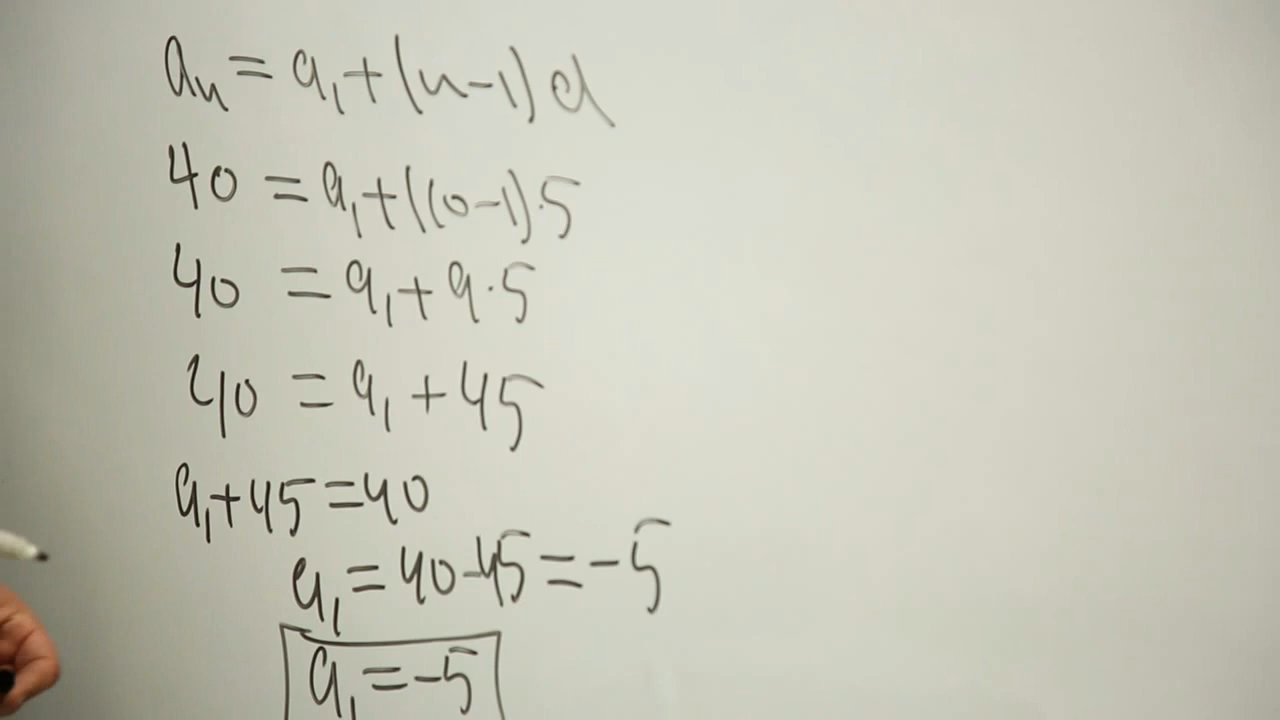 aₙ = a₁ + (n - 1) d
40 = a₁ + (10 - 1) · 5
40 = a₁ + 9 · 5
40 = a₁ + 45
a₁ + 45 = 40
a₁ = 40 - 45 = -5
a₁ = -5